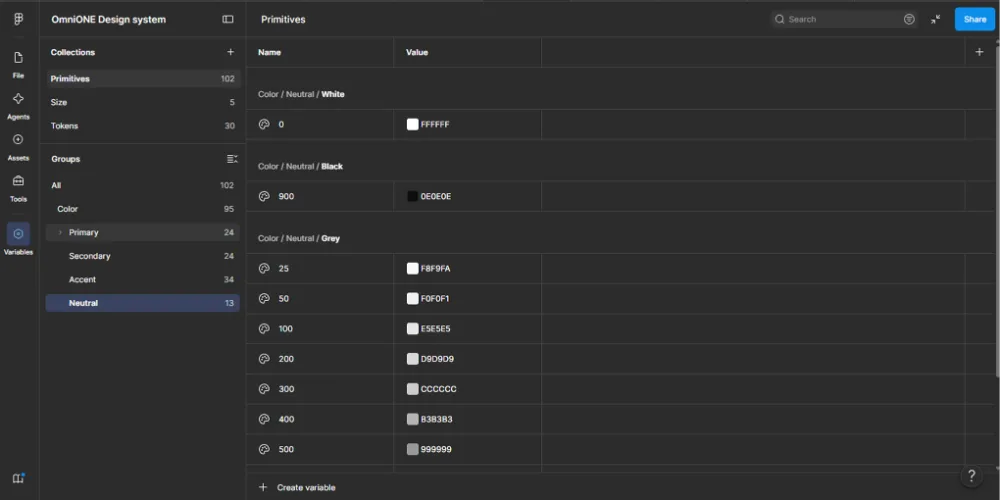 OmniONE Design system
Primitives
Search
Share
Collections
Name
Value
File
Primitives 102
Size 5
Tokens 30
Agents
Color / Neutral / White
0 FFFFFF
Assets
Groups
Color / Neutral / Black
All 102
Tools
900 0E0E0E
Color 95
Primary 24
Color / Neutral / Grey
Variables
Secondary 24
25 F8F9FA
Accent 34
50 F0F0F1
Neutral 13
100 E5E5E5
200 D9D9D9
300 CCCCCC
400 B3B3B3
500 999999
Create variable
?